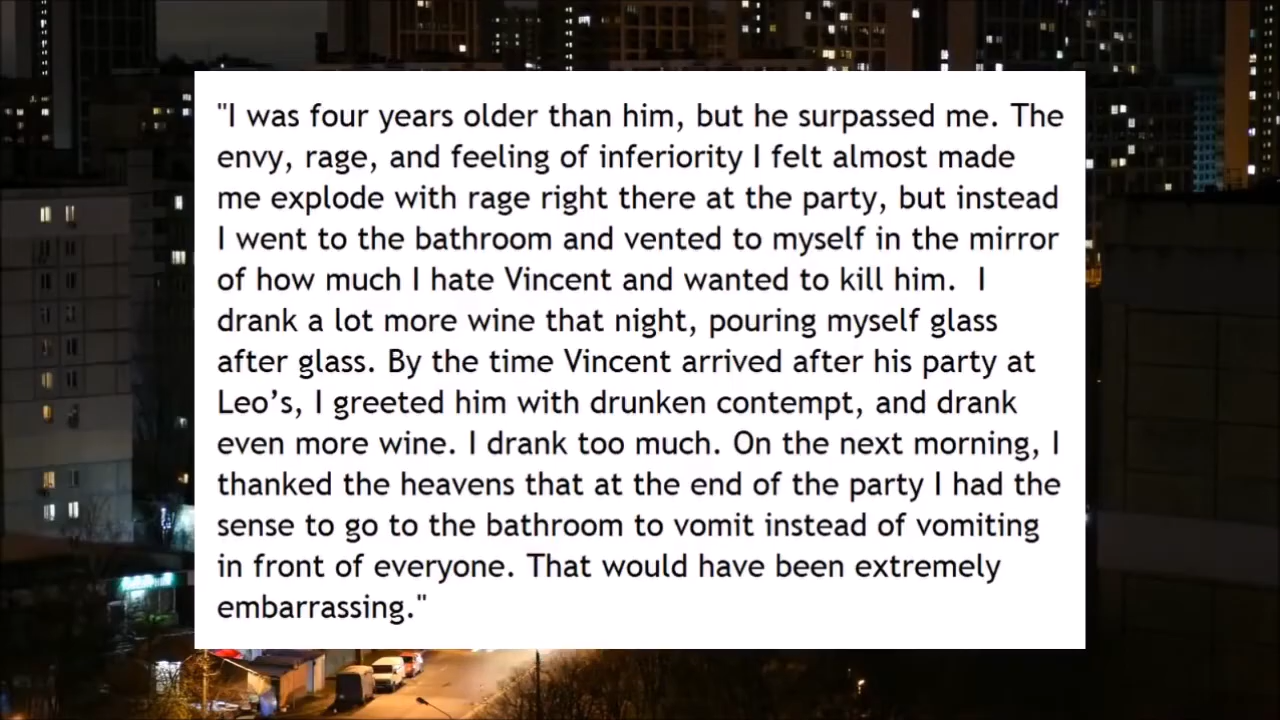 "I was four years older than him, but he surpassed me. The
envy, rage, and feeling of inferiority I felt almost made
me explode with rage right there at the party, but instead
I went to the bathroom and vented to myself in the mirror
of how much I hate Vincent and wanted to kill him.  I
drank a lot more wine that night, pouring myself glass
after glass. By the time Vincent arrived after his party at
Leo’s, I greeted him with drunken contempt, and drank
even more wine. I drank too much. On the next morning, I
thanked the heavens that at the end of the party I had the
sense to go to the bathroom to vomit instead of vomiting
in front of everyone. That would have been extremely
embarrassing."